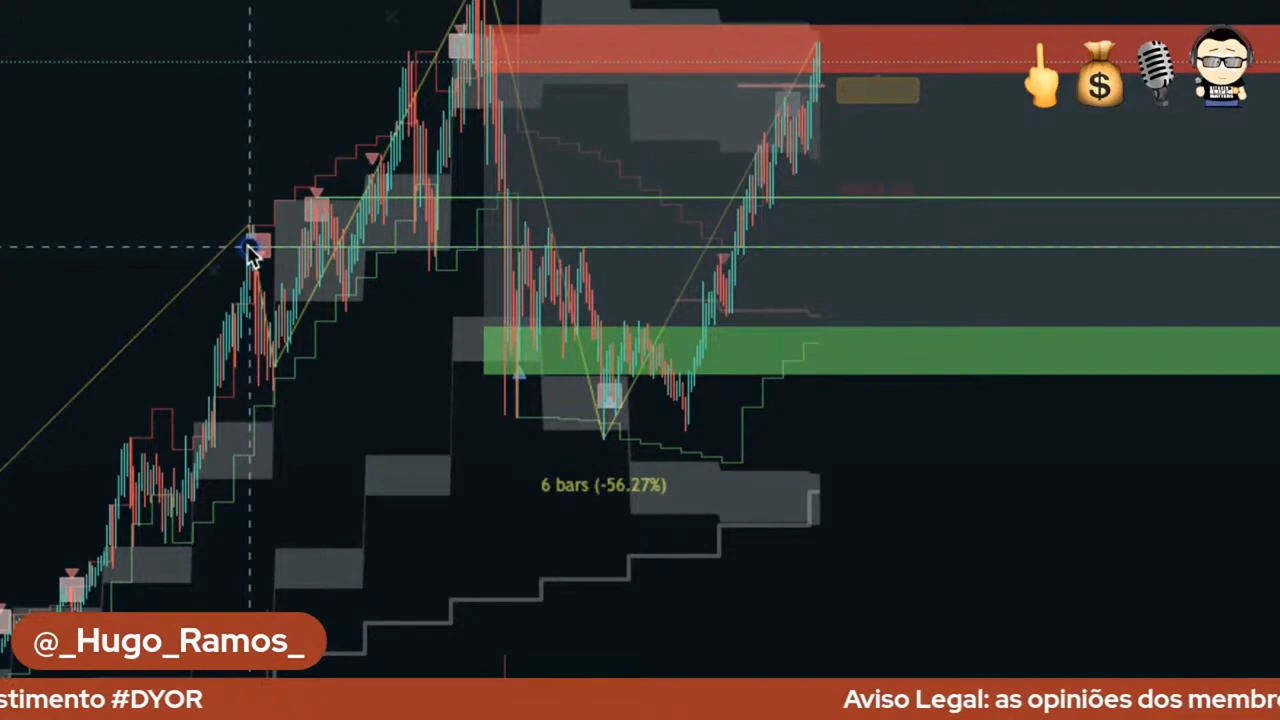 6 bars (-56.27%)
@_Hugo_Ramos_
stimento #DYOR
Aviso Legal: as opiniões dos membr